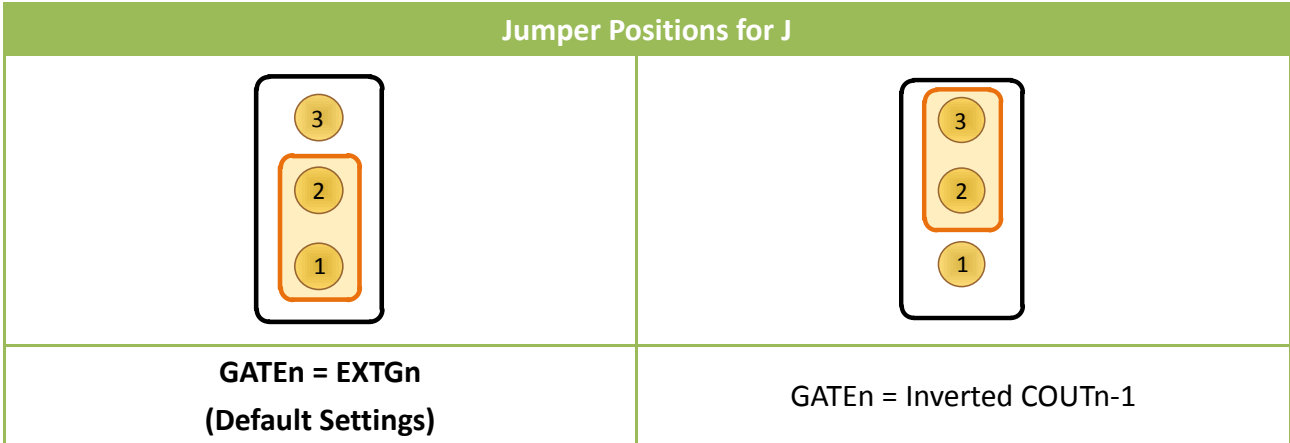 Jumper Positions for J
3
2
1
3
2
1
GATEn = EXTGn
(Default Settings)
GATEn = Inverted COUTn-1